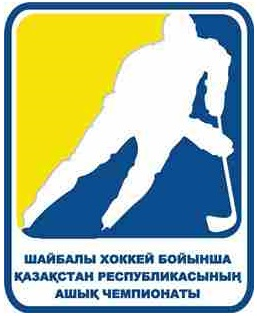 ШАЙБАЛЫ ХОККЕЙ БОЙЫНША
ҚАЗАҚСТАН РЕСПУБЛИКАСЫНЫҢ
АШЫҚ ЧЕМПИОНАТЫ